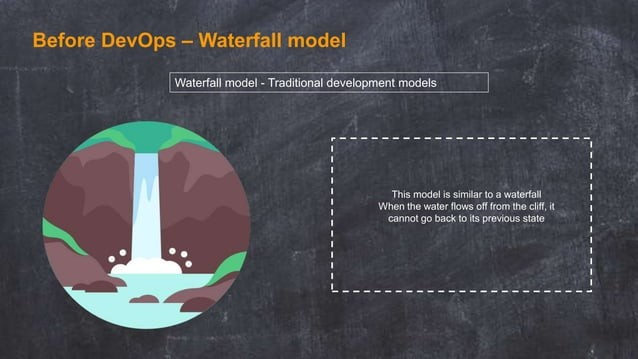 Before DevOps – Waterfall model
Waterfall model - Traditional development models
This model is similar to a waterfall
When the water flows off from the cliff, it
cannot go back to its previous state